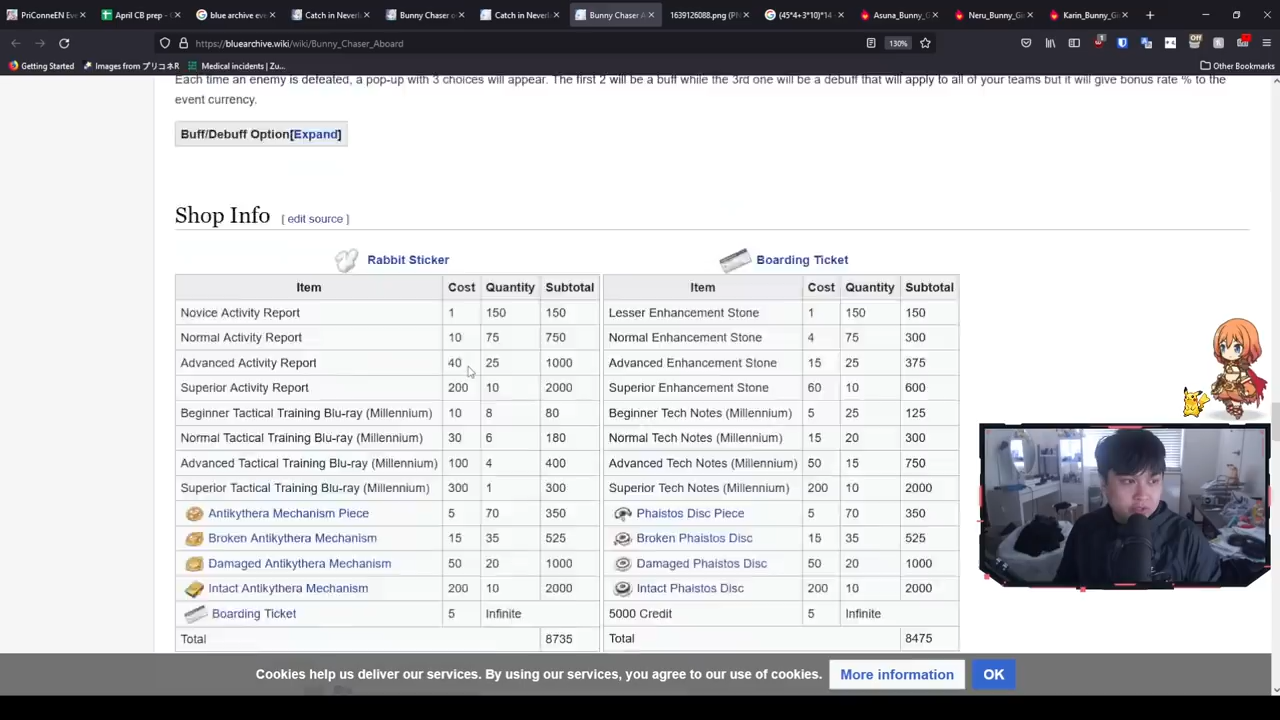 PriConneEN Eve
April CB prep - G
blue archive eve
Catch in Neverla
Bunny Chaser o
Catch in Neverla
Bunny Chaser A
1639126088.png (Ph
(45*4+3*10)*14
Asuna_Bunny_G
Neru_Bunny_Gi
Karin_Bunny_Gi
https://bluearchive.wiki/wiki/Bunny_Chaser_Aboard
130%
Getting Started
Images from プリコネR
Medical incidents | Zu...
Other Bookmarks
Each time an enemy is defeated, a pop-up with 3 choices will appear. The first 2 will be a buff while the 3rd one will be a debuff that will apply to all of your teams but it will give bonus rate % to the
event currency.
Buff/Debuff Option[Expand]
Shop Info [ edit source ]
Rabbit Sticker Boarding Ticket
Item Cost Quantity Subtotal Item Cost Quantity Subtotal
Novice Activity Report 1 150 150 Lesser Enhancement Stone 1 150 150
Normal Activity Report 10 75 750 Normal Enhancement Stone 4 75 300
Advanced Activity Report 40 25 1000 Advanced Enhancement Stone 15 25 375
Superior Activity Report 200 10 2000 Superior Enhancement Stone 60 10 600
Beginner Tactical Training Blu-ray (Millennium) 10 8 80 Beginner Tech Notes (Millennium) 5 25 125
Normal Tactical Training Blu-ray (Millennium) 30 6 180 Normal Tech Notes (Millennium) 15 20 300
Advanced Tactical Training Blu-ray (Millennium) 100 4 400 Advanced Tech Notes (Millennium) 50 15 750
Superior Tactical Training Blu-ray (Millennium) 300 1 300 Superior Tech Notes (Millennium) 200 10 2000
Antikythera Mechanism Piece 5 70 350 Phaistos Disc Piece 5 70 350
Broken Antikythera Mechanism 15 35 525 Broken Phaistos Disc 15 35 525
Damaged Antikythera Mechanism 50 20 1000 Damaged Phaistos Disc 50 20 1000
Intact Antikythera Mechanism 200 10 2000 Intact Phaistos Disc 200 10 2000
Boarding Ticket 5 Infinite 5000 Credit 5 Infinite
Total 8735 Total 8475
Cookies help us deliver our services. By using our services, you agree to our use of cookies. More information OK